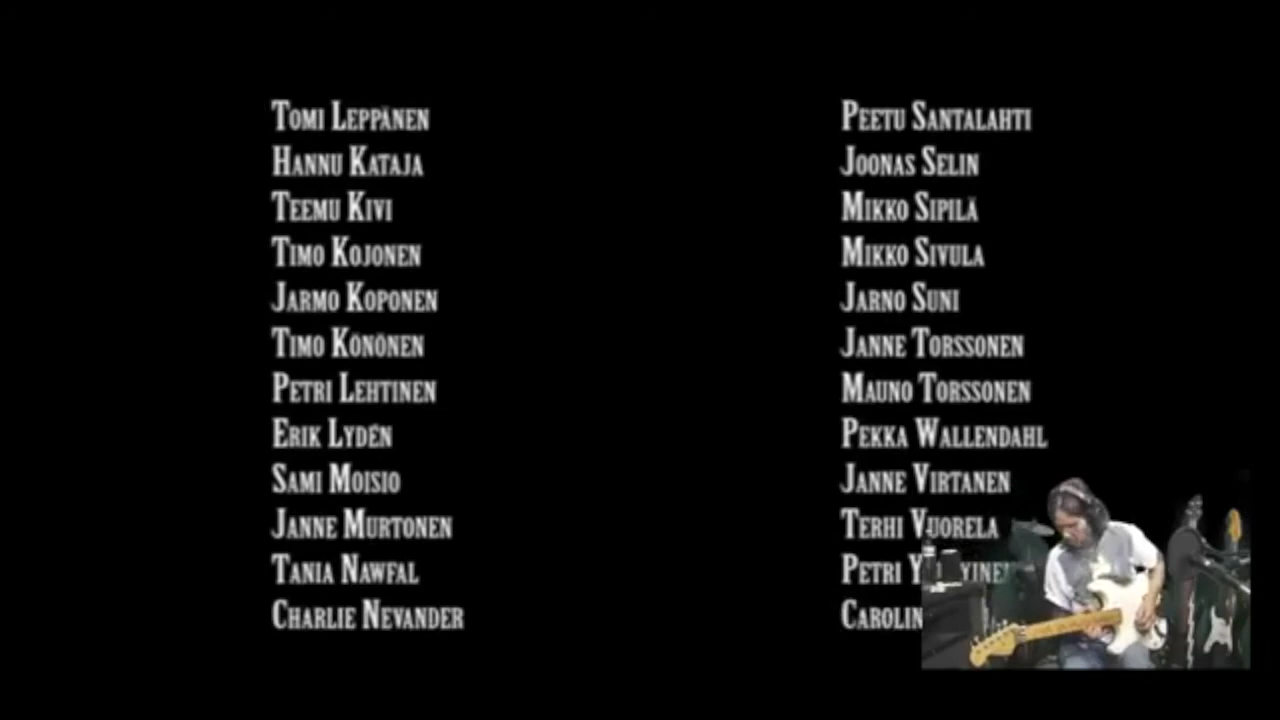 Tomi Leppänen
Hannu Kataja
Teemu Kivi
Timo Kojonen
Jarmo Koponen
Timo Könönen
Petri Lehtinen
Erik Lydén
Sami Moisio
Janne Murtonen
Tania Nawfal
Charlie Nevander
Peetu Santalahti
Joonas Selin
Mikko Sipilä
Mikko Sivula
Jarno Suni
Janne Torssonen
Mauno Torssonen
Pekka Wallendahl
Janne Virtanen
Terhi Vuorela
Petri